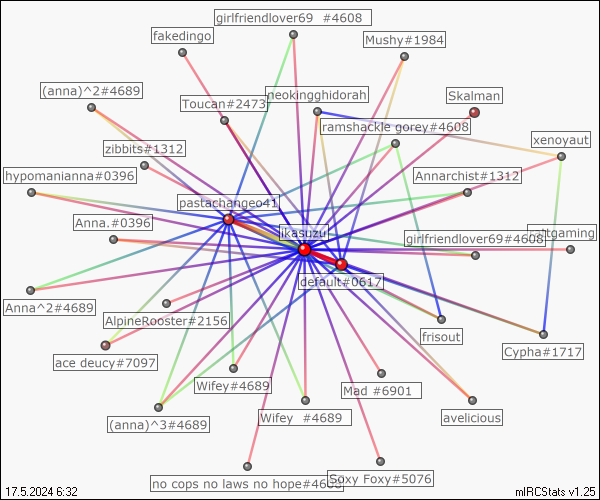 girlfriendlover69 #4608
fakedingo
Mushy#1984
(anna)^2#4689
neokingghidorah
Skalman
Toucan#2473
ramshackle gorey#4608
xenoyaut
zibbits#1312
hypomanianna#0396
Annarchist#1312
pastachangeo41
Anna.#0396
ikasuzu
girlfriendlover69#4608
default#0617
Anna^2#4689
AlpineRooster#2156
frisout
Cypha#1717
ace deucy#7097
Wifey#4689
Mad #6901
(anna)^3#4689
Wifey #4689
avelicious
no cops no laws no hope#4608
Soxy Foxy#5076
17.5.2024 6:32
mIRCStats v1.25